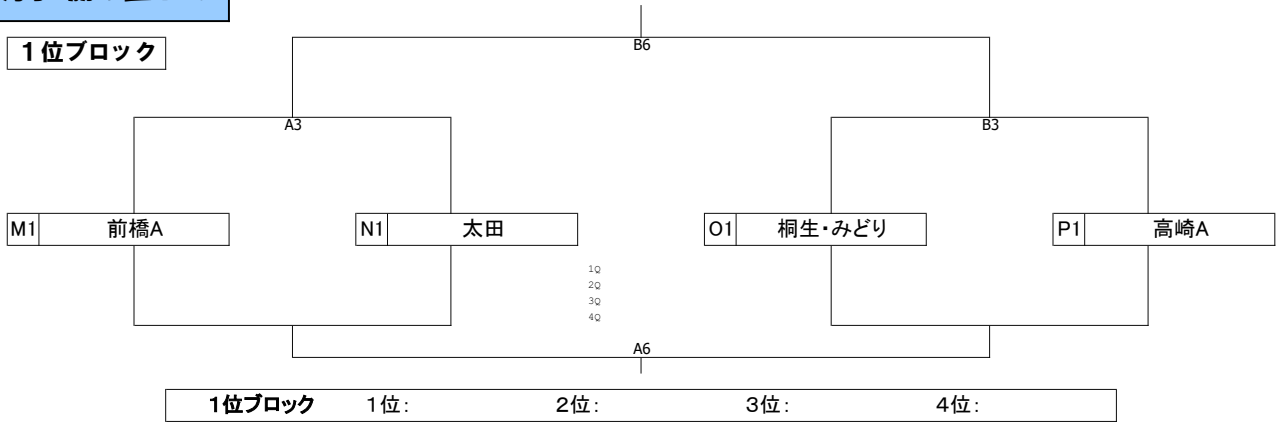 B6
1位ブロック
A3
B3
M1 前橋A
N1 太田
O1 桐生・みどり
P1 高崎A
1Q
2Q
3Q
4Q
A6
1位ブロック 1位： 2位： 3位： 4位：